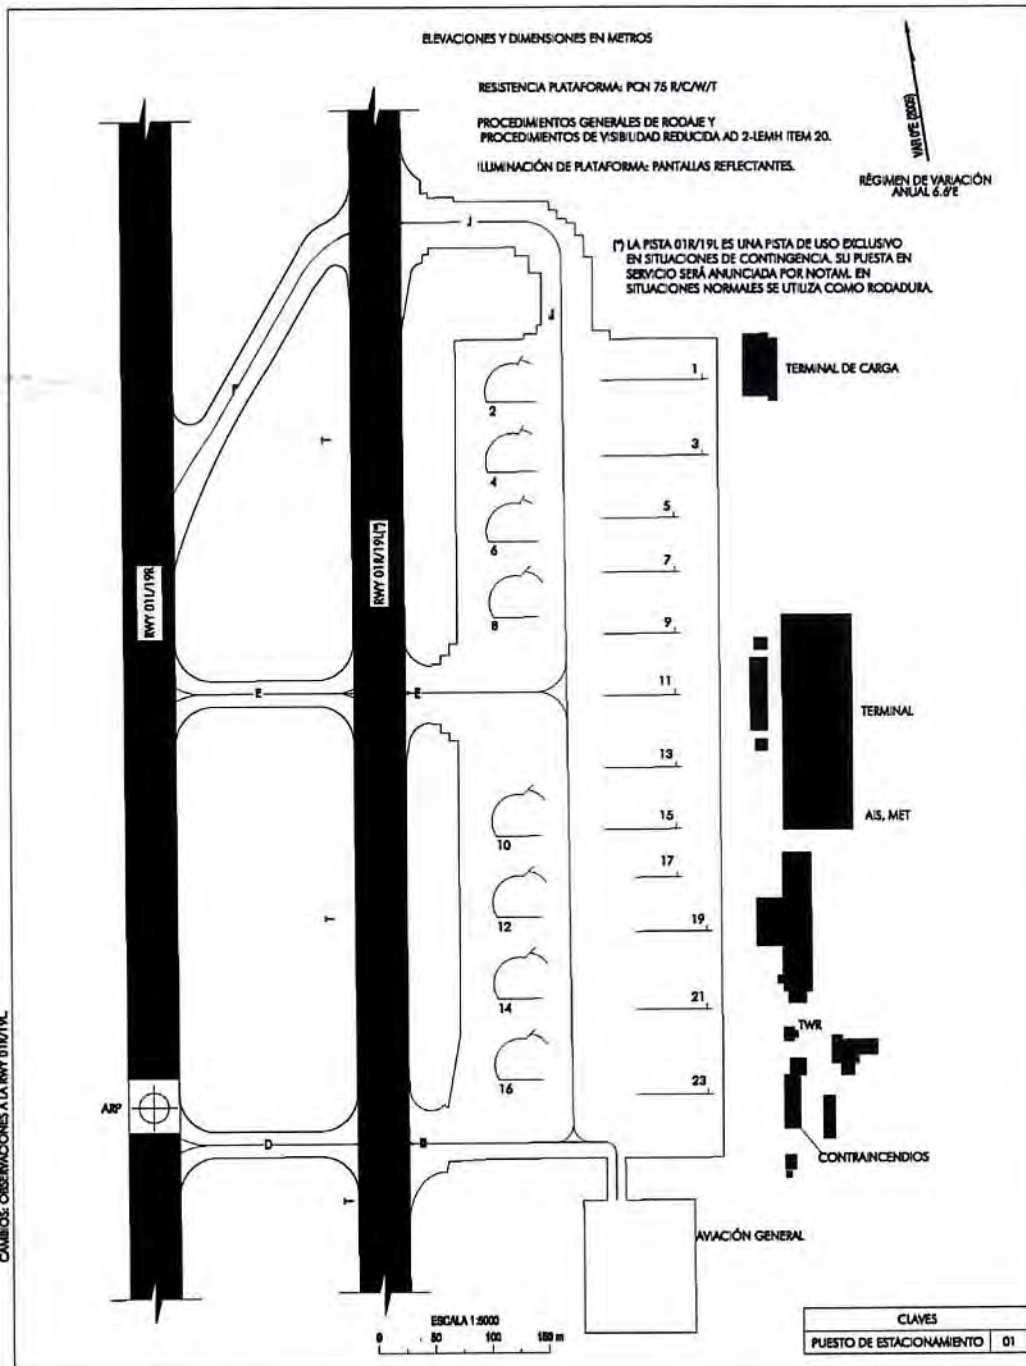 ELEVACIONES Y DIMENSIONES EN METROS
RESISTENCIA PLATAFORMA: PCN 75 R/C/W/T
PROCEDIMIENTOS GENERALES DE RODAJE Y
PROCEDIMIENTOS DE VISIBILIDAD REDUCIDA AD 2-LEMH ITEM 20.
ILUMINACIÓN DE PLATAFORMA: PANTALLAS REFLECTANTES.
RÉGIMEN DE VARIACIÓN
ANUAL 6.6'E
(*) LA PISTA 01R/19L ES UNA PISTA DE USO EXCLUSIVO
EN SITUACIONES DE CONTINGENCIA. SU PUESTA EN
SERVICIO SERÁ ANUNCIADA POR NOTAM. EN
SITUACIONES NORMALES SE UTILIZA COMO RODADURA.
J
J
1
TERMINAL DE CARGA
2
3
T
4
5
6
RWY 01L/19R
RWY 01R/19L(*)
7
8
9
E
E
11
TERMINAL
13
10
15
AIS, MET
17
12
T
19
14
21
TWR
16
23
ARP
D
CONTRAINCENDIOS
T
AVIACIÓN GENERAL
CAMBIOS: OBSERVACIONES A LA RWY 01R/19L.
ESCALA 1:5000
0 50 100 150 m
CLAVES
PUESTO DE ESTACIONAMIENTO 01